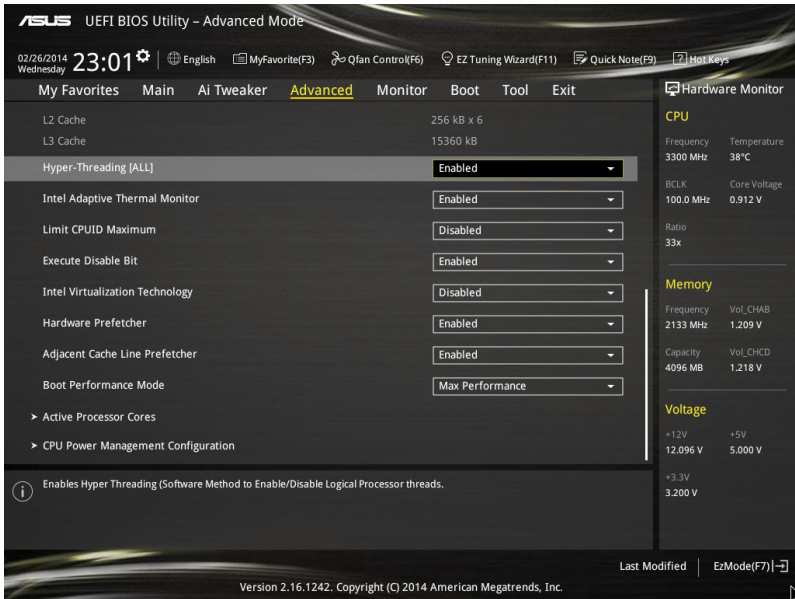 ASUS UEFI BIOS Utility – Advanced Mode
02/26/2014
Wednesday
23:01
English
MyFavorite(F3)
Qfan Control(F6)
EZ Tuning Wizard(F11)
Quick Note(F9)
? Hot Keys
My Favorites Main Ai Tweaker Advanced Monitor Boot Tool Exit
L2 Cache 256 kB x 6
L3 Cache 15360 kB
Hyper-Threading [ALL] Enabled
Intel Adaptive Thermal Monitor Enabled
Limit CPUID Maximum Disabled
Execute Disable Bit Enabled
Intel Virtualization Technology Disabled
Hardware Prefetcher Enabled
Adjacent Cache Line Prefetcher Enabled
Boot Performance Mode Max Performance
> Active Processor Cores
> CPU Power Management Configuration
i Enables Hyper Threading (Software Method to Enable/Disable Logical Processor threads.
Hardware Monitor
CPU
Frequency Temperature
3300 MHz 38°C
BCLK Core Voltage
100.0 MHz 0.912 V
Ratio
33x
Memory
Frequency Vol_CHAB
2133 MHz 1.209 V
Capacity Vol_CHCD
4096 MB 1.218 V
Voltage
+12V +5V
12.096 V 5.000 V
+3.3V
3.200 V
Last Modified EzMode(F7)
Version 2.16.1242. Copyright (C) 2014 American Megatrends, Inc.